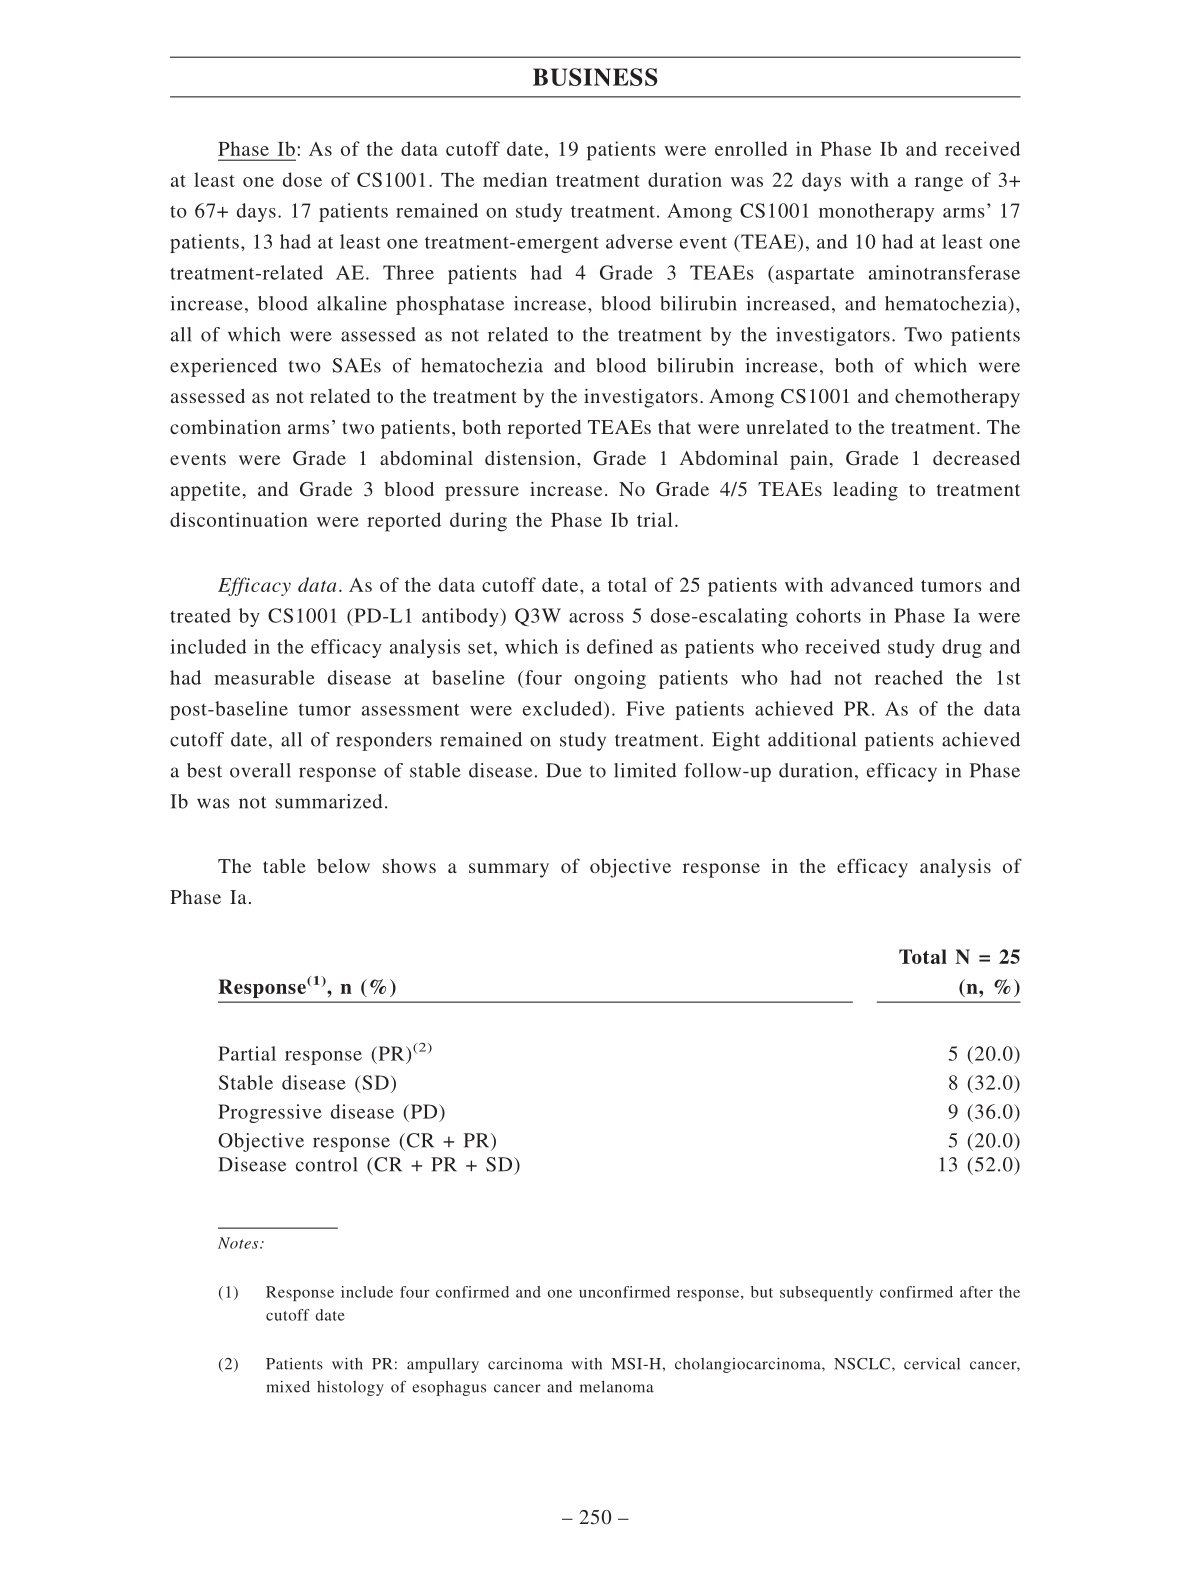 BUSINESS
Phase Ib: As of the data cutoff date, 19 patients were enrolled in Phase Ib and received
at least one dose of CS1001. The median treatment duration was 22 days with a range of 3+
to 67+ days. 17 patients remained on study treatment. Among CS1001 monotherapy arms’ 17
patients, 13 had at least one treatment-emergent adverse event (TEAE), and 10 had at least one
treatment-related AE. Three patients had 4 Grade 3 TEAEs (aspartate aminotransferase
increase, blood alkaline phosphatase increase, blood bilirubin increased, and hematochezia),
all of which were assessed as not related to the treatment by the investigators. Two patients
experienced two SAEs of hematochezia and blood bilirubin increase, both of which were
assessed as not related to the treatment by the investigators. Among CS1001 and chemotherapy
combination arms’ two patients, both reported TEAEs that were unrelated to the treatment. The
events were Grade 1 abdominal distension, Grade 1 Abdominal pain, Grade 1 decreased
appetite, and Grade 3 blood pressure increase. No Grade 4/5 TEAEs leading to treatment
discontinuation were reported during the Phase Ib trial.
Efficacy data. As of the data cutoff date, a total of 25 patients with advanced tumors and
treated by CS1001 (PD-L1 antibody) Q3W across 5 dose-escalating cohorts in Phase Ia were
included in the efficacy analysis set, which is defined as patients who received study drug and
had measurable disease at baseline (four ongoing patients who had not reached the 1st
post-baseline tumor assessment were excluded). Five patients achieved PR. As of the data
cutoff date, all of responders remained on study treatment. Eight additional patients achieved
a best overall response of stable disease. Due to limited follow-up duration, efficacy in Phase
Ib was not summarized.
The table below shows a summary of objective response in the efficacy analysis of
Phase Ia.
Total N = 25
Response(1), n (%) (n, %)
Partial response (PR)(2) 5 (20.0)
Stable disease (SD) 8 (32.0)
Progressive disease (PD) 9 (36.0)
Objective response (CR + PR) 5 (20.0)
Disease control (CR + PR + SD) 13 (52.0)
Notes:
(1) Response include four confirmed and one unconfirmed response, but subsequently confirmed after the
cutoff date
(2) Patients with PR: ampullary carcinoma with MSI-H, cholangiocarcinoma, NSCLC, cervical cancer,
mixed histology of esophagus cancer and melanoma
– 250 –